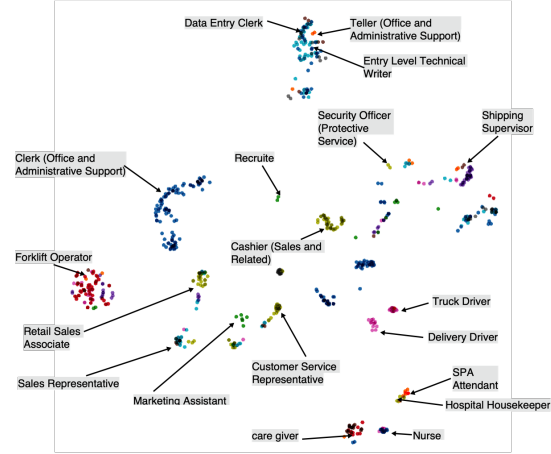 Data Entry Clerk
Teller (Office and
Administrative Support)
Entry Level Technical
Writer
Security Officer
(Protective
Service)
Shipping
Supervisor
Clerk (Office and
Administrative Support)
Recruite
Cashier (Sales and
Related)
Forklift Operator
Truck Driver
Retail Sales
Associate
Delivery Driver
Customer Service
Representative
Sales Representative
Marketing Assistant
SPA
Attendant
Hospital Housekeeper
care giver
Nurse